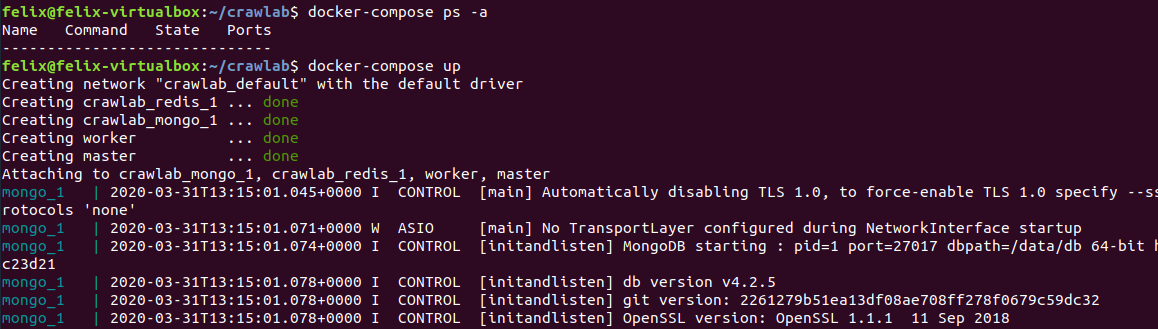 felix@felix-virtualbox:~/crawlab$ docker-compose ps -a
Name   Command   State   Ports
------------------------------
felix@felix-virtualbox:~/crawlab$ docker-compose up
Creating network "crawlab_default" with the default driver
Creating crawlab_redis_1 ... done
Creating crawlab_mongo_1 ... done
Creating worker          ... done
Creating master          ... done
Attaching to crawlab_mongo_1, crawlab_redis_1, worker, master
mongo_1   | 2020-03-31T13:15:01.045+0000 I  CONTROL  [main] Automatically disabling TLS 1.0, to force-enable TLS 1.0 specify --ss
rotocols 'none'
mongo_1   | 2020-03-31T13:15:01.071+0000 W  ASIO     [main] No TransportLayer configured during NetworkInterface startup
mongo_1   | 2020-03-31T13:15:01.074+0000 I  CONTROL  [initandlisten] MongoDB starting : pid=1 port=27017 dbpath=/data/db 64-bit h
c23d21
mongo_1   | 2020-03-31T13:15:01.078+0000 I  CONTROL  [initandlisten] db version v4.2.5
mongo_1   | 2020-03-31T13:15:01.078+0000 I  CONTROL  [initandlisten] git version: 2261279b51ea13df08ae708ff278f0679c59dc32
mongo_1   | 2020-03-31T13:15:01.078+0000 I  CONTROL  [initandlisten] OpenSSL version: OpenSSL 1.1.1  11 Sep 2018